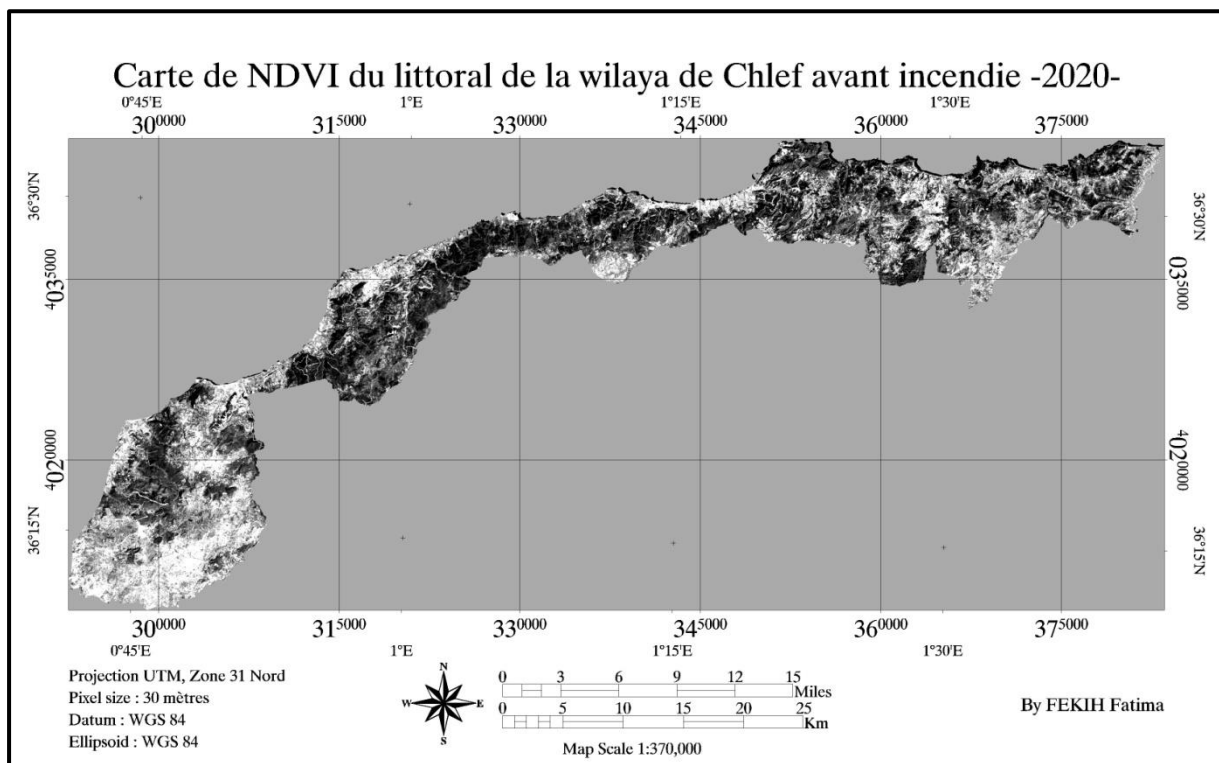 Carte de NDVI du littoral de la wilaya de Chlef avant incendie -2020-
0°45'E 1°E 1°15'E 1°30'E
300000 315000 330000 345000 360000 375000
36°30'N 36°30'N
4035000 4035000
4020000 4020000
36°15'N 36°15'N
300000 315000 330000 345000 360000 375000
0°45'E 1°E 1°15'E 1°30'E
Projection UTM, Zone 31 Nord
Pixel size : 30 mètres
Datum : WGS 84
Ellipsoid : WGS 84
N
W E
S
0 3 6 9 12 15
Miles
0 5 10 15 20 25
Km
Map Scale 1:370,000
By FEKIH Fatima